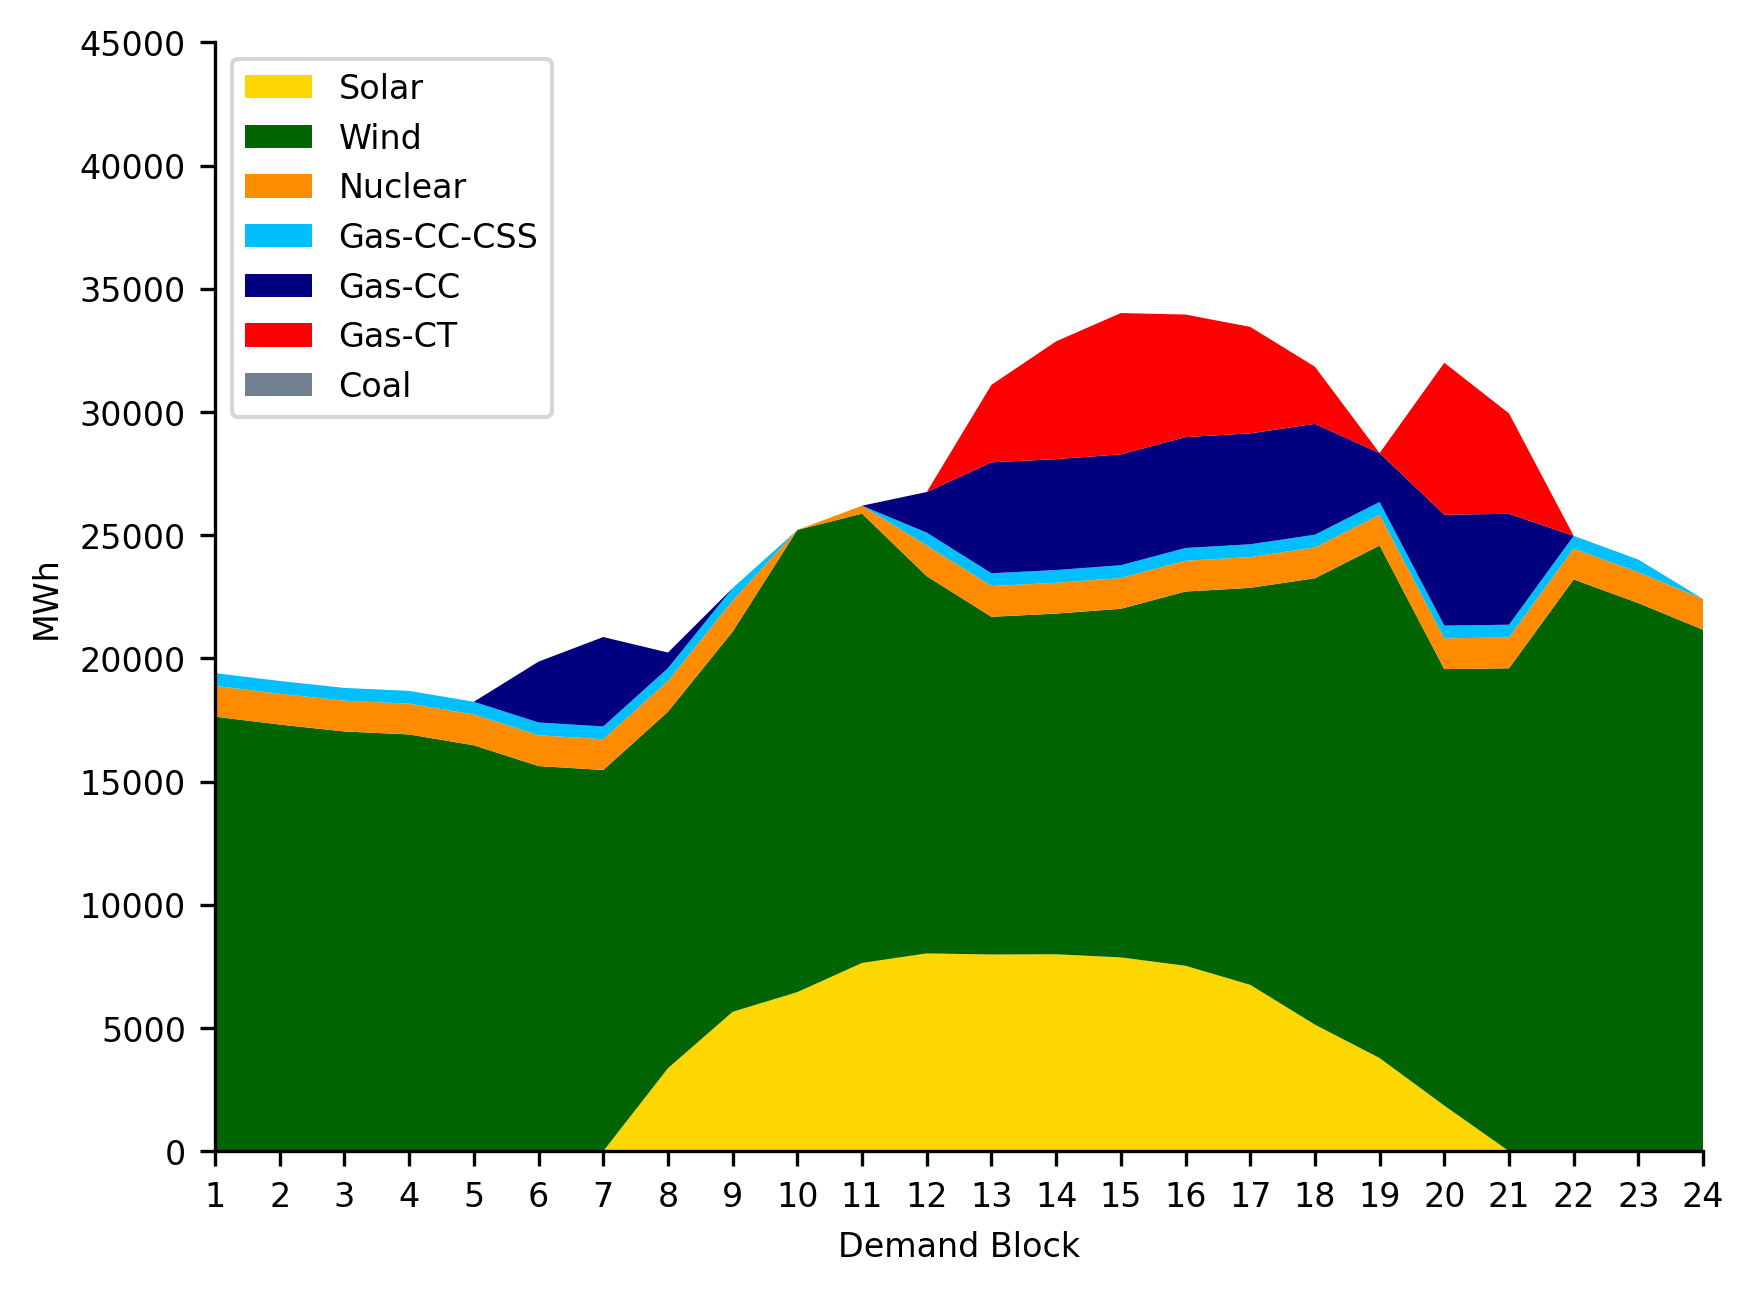 45000
40000
35000
30000
25000
20000
15000
10000
5000
0
MWh
Solar
Wind
Nuclear
Gas-CC-CSS
Gas-CC
Gas-CT
Coal
1 2 3 4 5 6 7 8 9 10 11 12 13 14 15 16 17 18 19 20 21 22 23 24
Demand Block